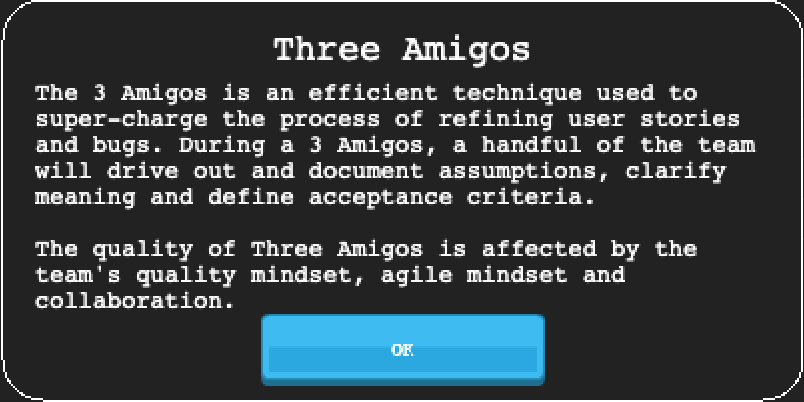 Three Amigos
The 3 Amigos is an efficient technique used to
super-charge the process of refining user stories
and bugs. During a 3 Amigos, a handful of the team
will drive out and document assumptions, clarify
meaning and define acceptance criteria.
The quality of Three Amigos is affected by the
team's quality mindset, agile mindset and
collaboration.
OK